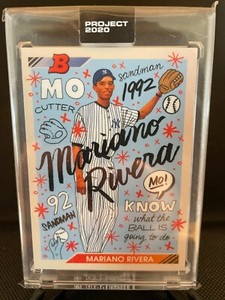 PROJECT
2020
B
MO
CUTTER
sandman
1992
Mariano
Rivera
92
SANDMAN
MO!
KNOW
what the
BALL IS
going to do
MARIANO RIVERA